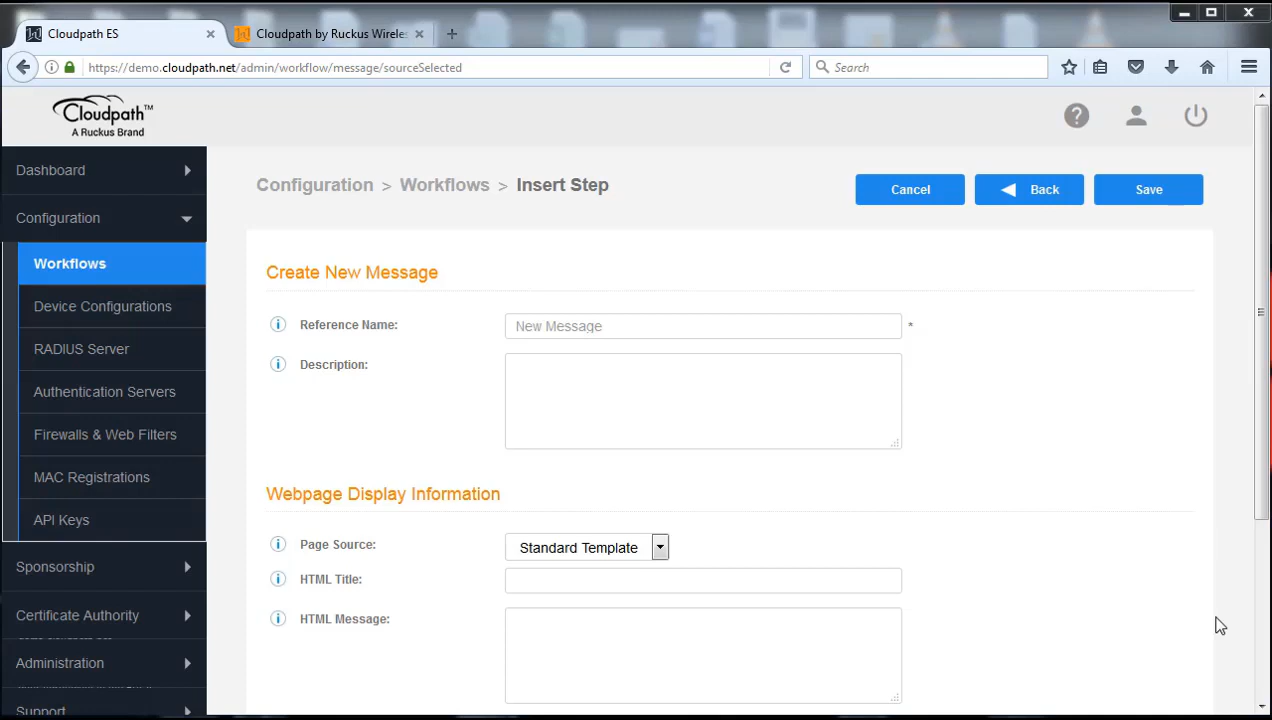 Cloudpath ES
Cloudpath by Ruckus Wireles
https://demo.cloudpath.net/admin/workflow/message/sourceSelected
Search
Cloudpath™
A Ruckus Brand
Dashboard
Configuration
Workflows
Device Configurations
RADIUS Server
Authentication Servers
Firewalls & Web Filters
MAC Registrations
API Keys
Sponsorship
Certificate Authority
Administration
Support
Configuration > Workflows > Insert Step
Cancel
Back
Save
Create New Message
Reference Name:
New Message
*
Description:
Webpage Display Information
Page Source:
Standard Template
HTML Title:
HTML Message: